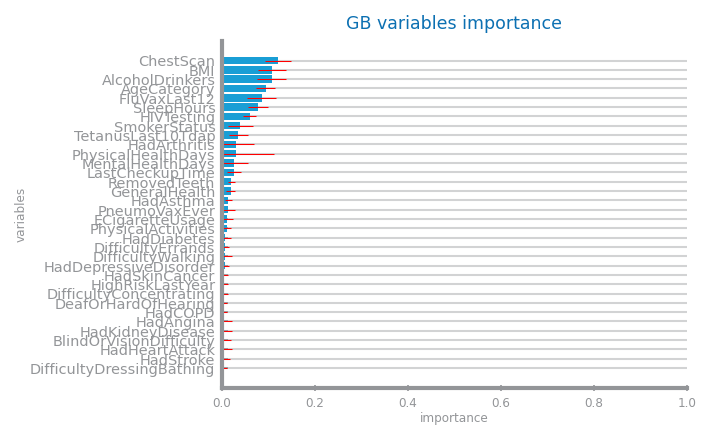 GB variables importance
ChestScan
BMI
AlcoholDrinkers
AgeCategory
FluVaxLast12
SleepHours
HIVTesting
SmokerStatus
TetanusLast10Tdap
HadArthritis
PhysicalHealthDays
MentalHealthDays
LastCheckupTime
RemovedTeeth
GeneralHealth
HadAsthma
PneumoVaxEver
ECigaretteUsage
PhysicalActivities
HadDiabetes
DifficultyErrands
DifficultyWalking
HadDepressiveDisorder
HadSkinCancer
HighRiskLastYear
DifficultyConcentrating
DeafOrHardOfHearing
HadCOPD
HadAngina
HadKidneyDisease
BlindOrVisionDifficulty
HadHeartAttack
HadStroke
DifficultyDressingBathing
variables
0.0 0.2 0.4 0.6 0.8 1.0
importance